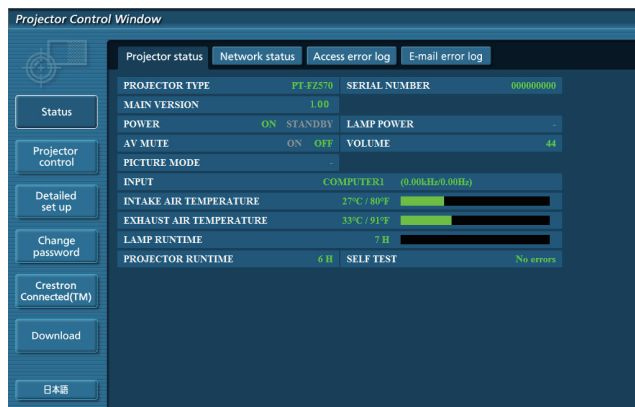 Projector Control Window
Projector status Network status Access error log E-mail error log
Status
Projector control
Detailed set up
Change password
Crestron Connected(TM)
Download
日本語
PROJECTOR TYPE PT-FZ570 SERIAL NUMBER 000000000
MAIN VERSION 1.00
POWER ON STANDBY LAMP POWER -
AV MUTE ON OFF VOLUME 44
PICTURE MODE -
INPUT COMPUTER1 (0.00kHz/0.00Hz)
INTAKE AIR TEMPERATURE 27°C / 80°F
EXHAUST AIR TEMPERATURE 33°C / 91°F
LAMP RUNTIME 7 H
PROJECTOR RUNTIME 6 H SELF TEST No errors